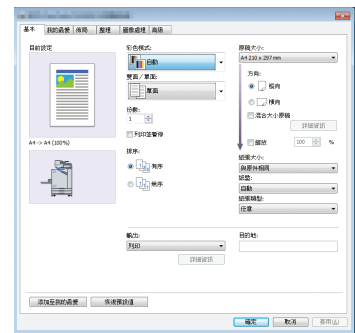 基本 我的最愛 佈局 整理 圖像處理 高級
目前設定
A4 -> A4 (100%)
彩色模式:
自動
雙面/單面:
單面
份數:
1
列印並暫停
排序:
有序
無序
輸出:
列印
詳細資訊
原稿大小:
A4 210 x 297 mm
方向:
縱向
橫向
混合大小原稿
詳細資訊
縮放 100 %
紙張大小:
與原件相同
紙盤:
自動
紙張類型:
任意
目的地:
添加至我的最愛 恢復預設值
確定 取消 套用(A)